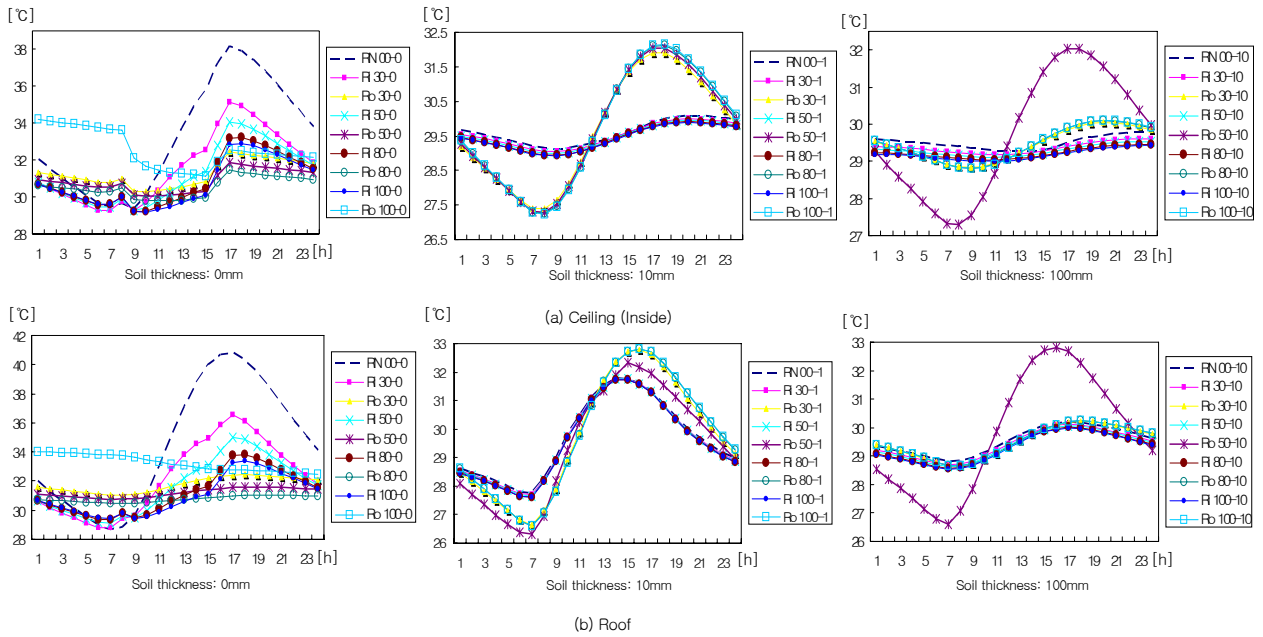 [℃]
38
36
34
32
30
28
1 3 5 7 9 11 13 15 17 19 21 23 [h]
Soil thickness: 0mm
RN 00-0
RI 30-0
Ro 30-0
RI 50-0
Ro 50-0
RI 80-0
Ro 80-0
RI 100-0
Ro 100-0
[℃]
32.5
31.5
30.5
29.5
28.5
27.5
26.5
1 3 5 7 9 11 13 15 17 19 21 23 [h]
Soil thickness: 10mm
RN 00-1
RI 30-1
Ro 30-1
RI 50-1
Ro 50-1
RI 80-1
Ro 80-1
RI 100-1
Ro 100-1
[℃]
32
31
30
29
28
27
1 3 5 7 9 11 13 15 17 19 21 23 [h]
Soil thickness: 100mm
RN 00-10
RI 30-10
Ro 30-10
RI 50-10
Ro 50-10
RI 80-10
Ro 80-10
RI 100-10
Ro 100-10
(a) Ceiling (Inside)
[℃]
42
40
38
36
34
32
30
28
1 3 5 7 9 11 13 15 17 19 21 23 [h]
Soil thickness: 0mm
RN 00-0
RI 30-0
Ro 30-0
RI 50-0
Ro 50-0
RI 80-0
Ro 80-0
RI 100-0
Ro 100-0
[℃]
33
32
31
30
29
28
27
26
1 3 5 7 9 11 13 15 17 19 21 23 [h]
Soil thickness: 10mm
RN 00-1
RI 30-1
Ro 30-1
RI 50-1
Ro 50-1
RI 80-1
Ro 80-1
RI 100-1
Ro 100-1
[℃]
33
32
31
30
29
28
27
26
1 3 5 7 9 11 13 15 17 19 21 23 [h]
Soil thickness: 100mm
RN 00-10
RI 30-10
Ro 30-10
RI 50-10
Ro 50-10
RI 80-10
Ro 80-10
RI 100-10
Ro 100-10
(b) Roof